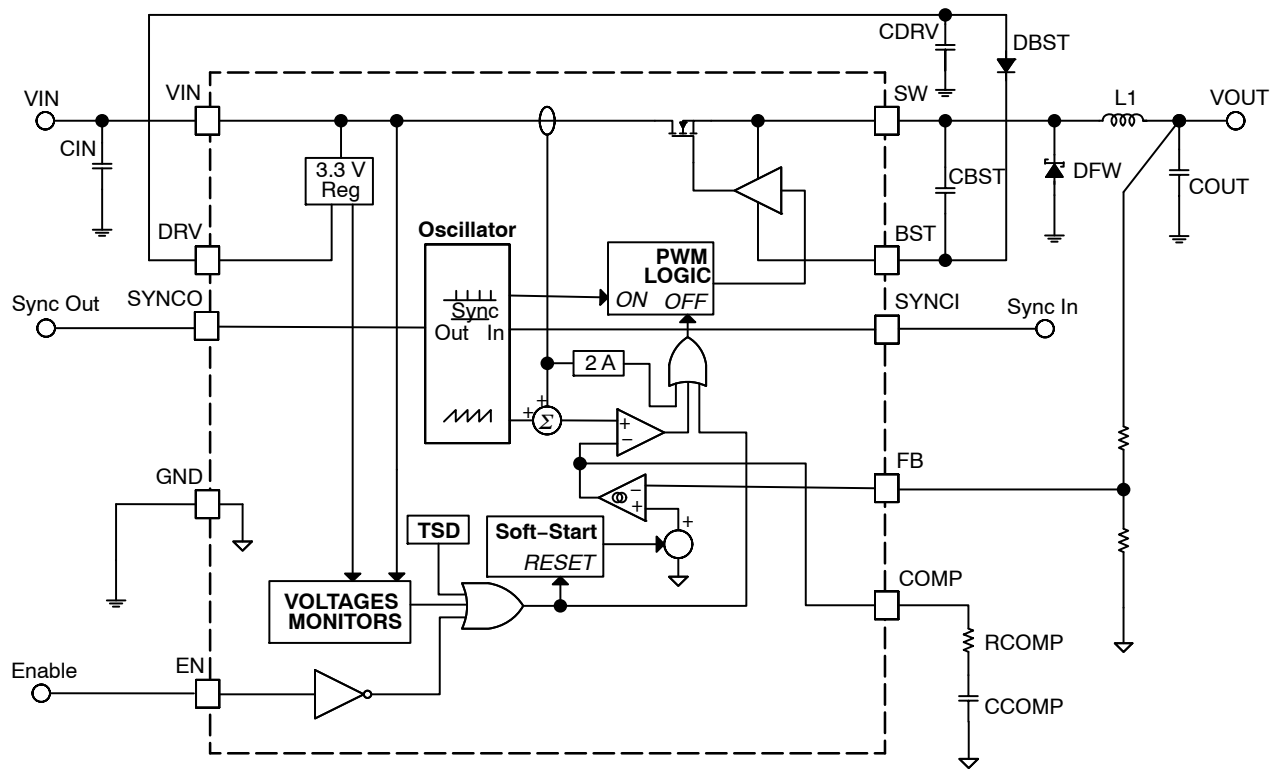 CDRV
DBST
VIN
VIN
SW
L1
VOUT
CIN
3.3 V
Reg
CBST
DFW
COUT
DRV
Oscillator
BST
PWM
LOGIC
ON OFF
Sync Out
SYNCO
SYNCI
Sync In
Sync
Out In
2 A
+
+
Σ
+
−
GND
FB
−
+
+
TSD
Soft−Start
RESET
COMP
VOLTAGES
MONITORS
RCOMP
Enable
EN
CCOMP